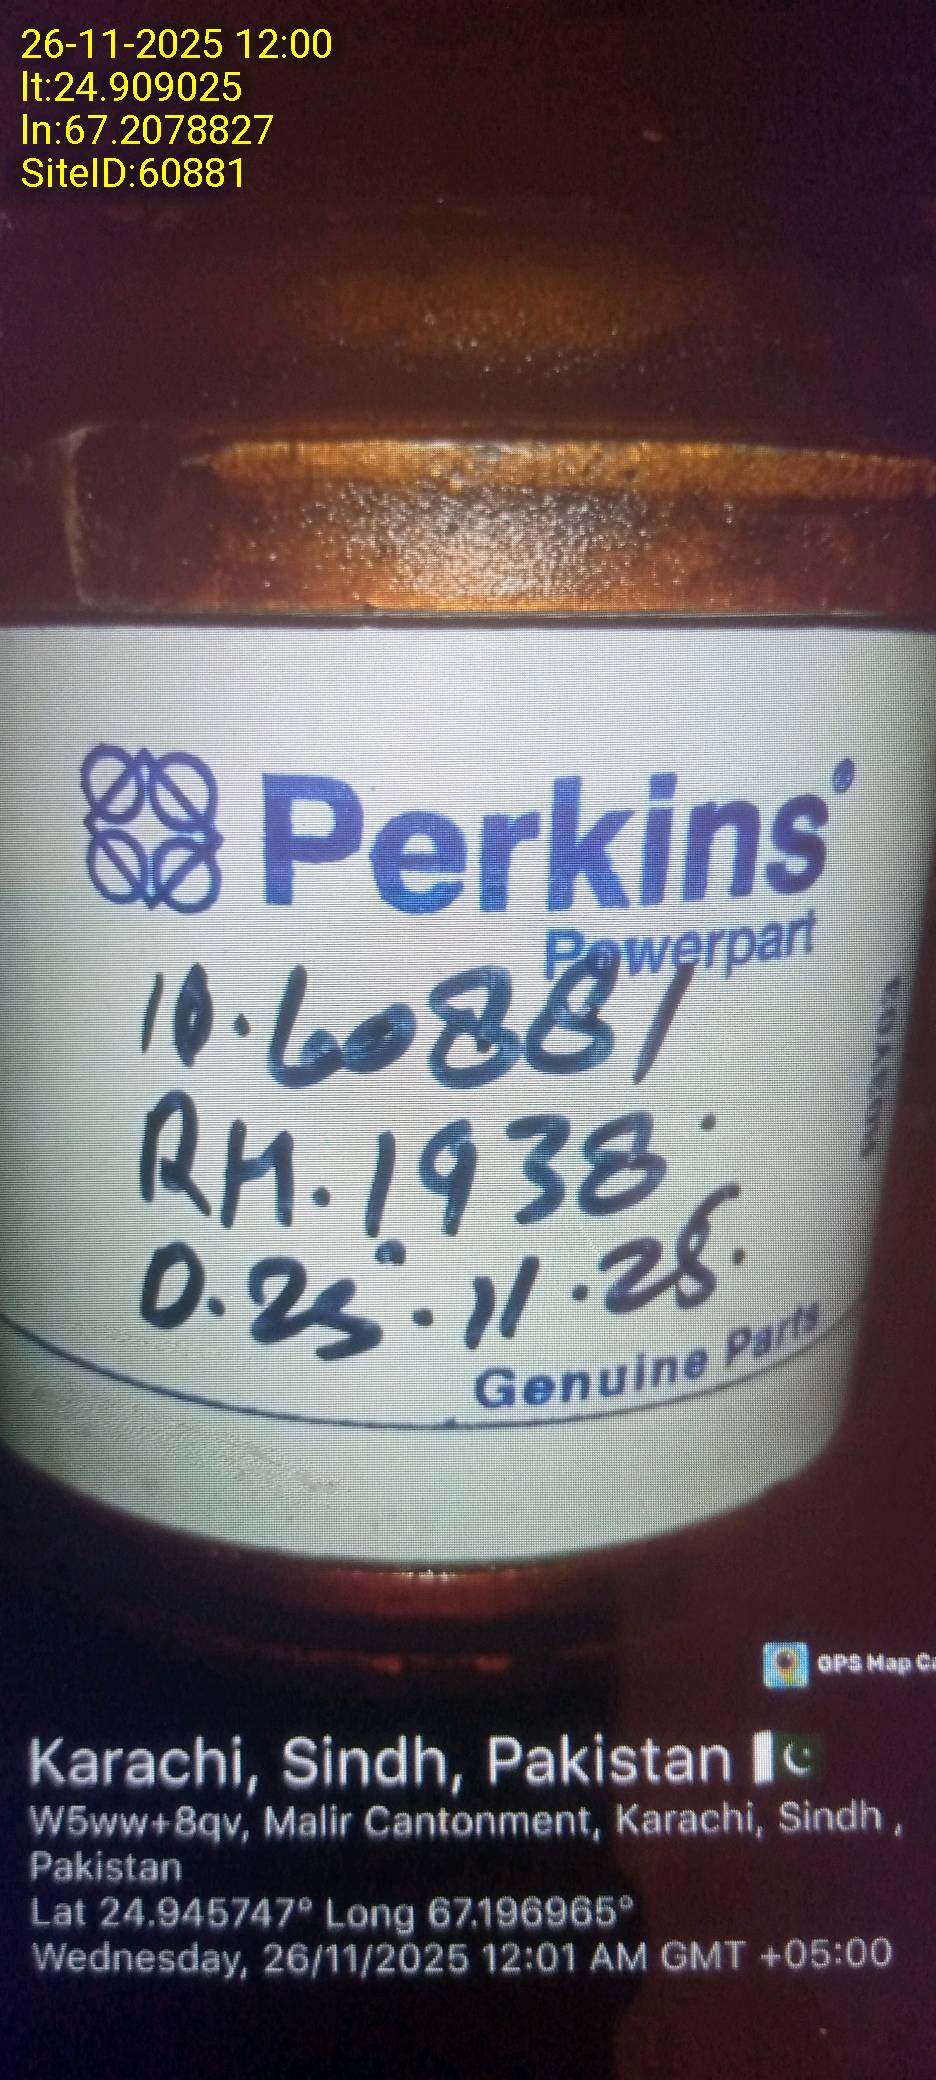 26-11-2025 12:00
lt:24.909025
ln:67.2078827
SiteID:60881
Perkins®
Powerpart
10.60881
RH.1938.
D.25.11.25.
Genuine Parts
GPS Map Ca
Karachi, Sindh, Pakistan
W5ww+8qv, Malir Cantonment, Karachi, Sindh ,
Pakistan
Lat 24.945747° Long 67.196965°
Wednesday, 26/11/2025 12:01 AM GMT +05:00